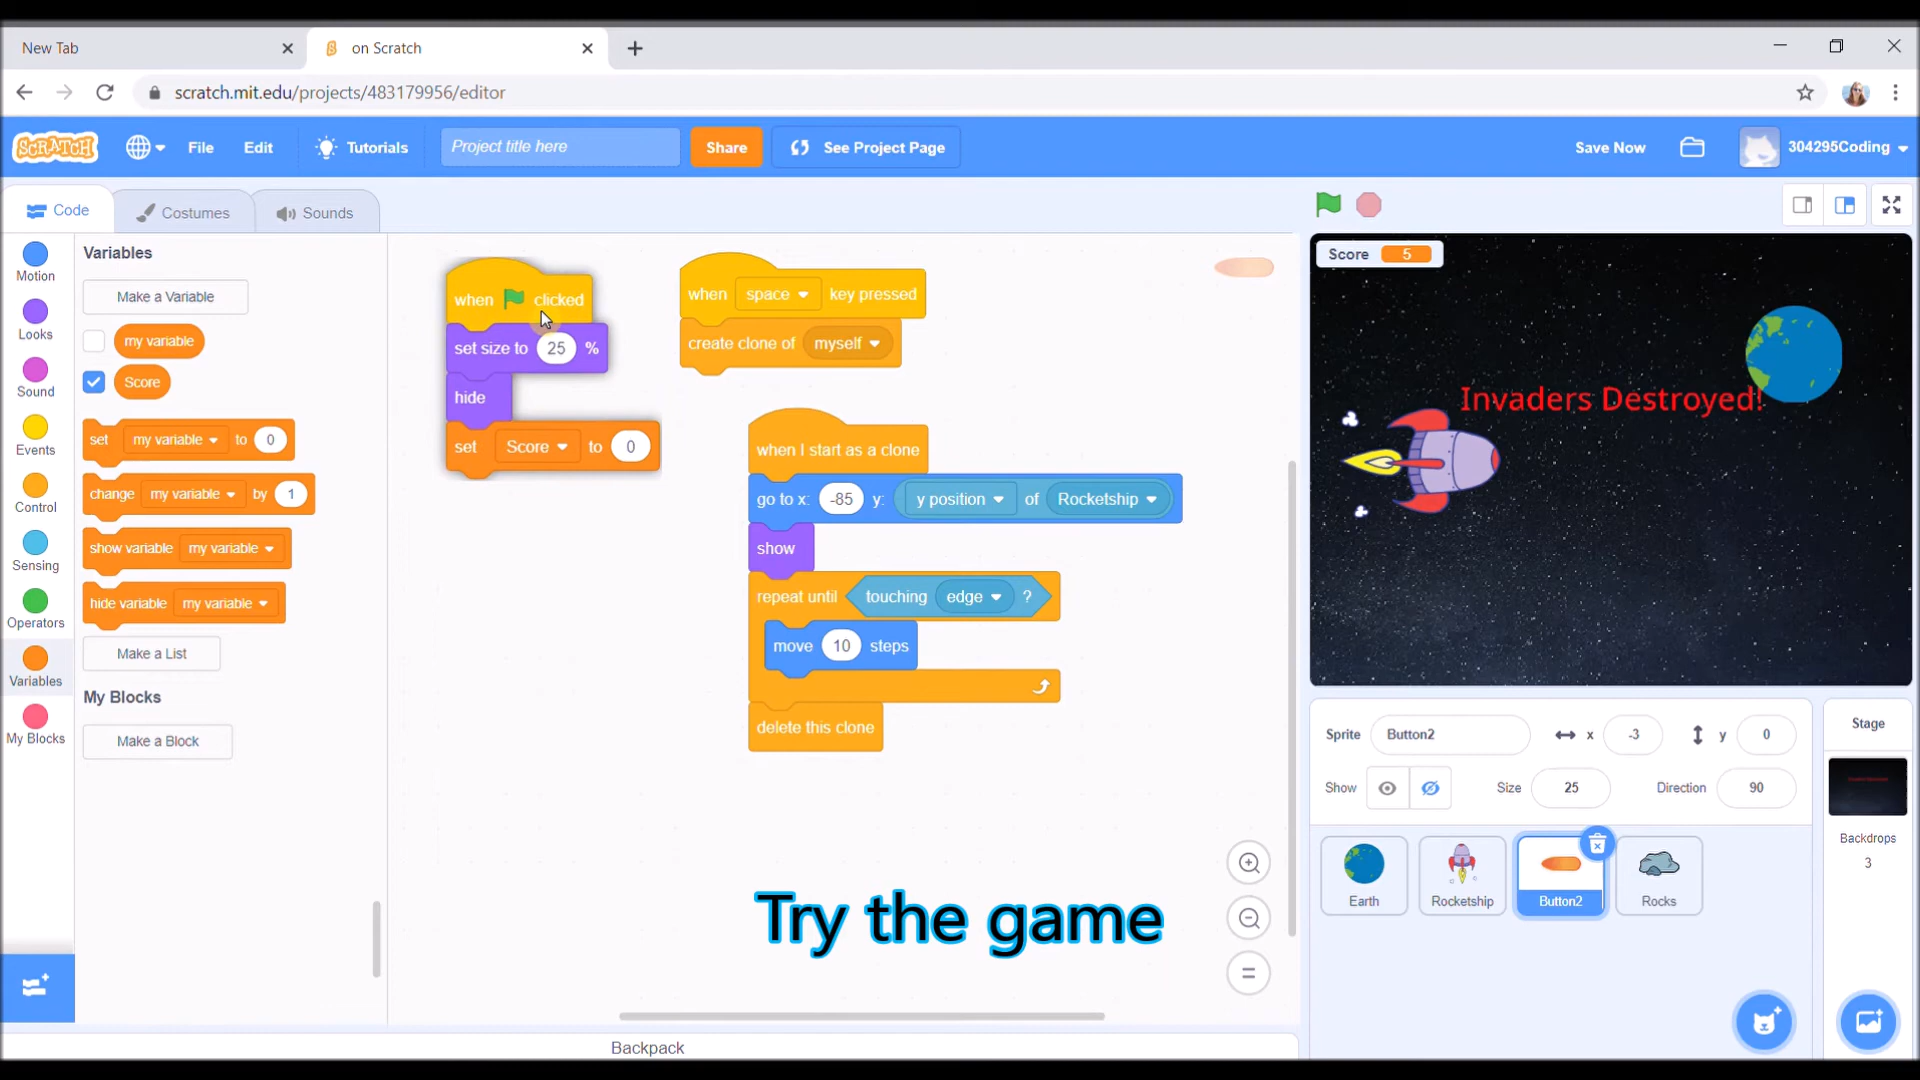 New Tab
on Scratch
scratch.mit.edu/projects/483179956/editor
SCRATCH
File
Edit
Tutorials
Project title here
Share
See Project Page
Save Now
304295Coding
Code
Costumes
Sounds
Motion
Looks
Sound
Events
Control
Sensing
Operators
Variables
My Blocks
Variables
Make a Variable
my variable
Score
set my variable to 0
change my variable by 1
show variable my variable
hide variable my variable
Make a List
My Blocks
Make a Block
when clicked
set size to 25 %
hide
set Score to 0
when space key pressed
create clone of myself
when I start as a clone
go to x: -85 y: y position of Rocketship
show
repeat until touching edge ?
move 10 steps
delete this clone
Try the game
Backpack
Score 5
Invaders Destroyed!
Sprite Button2 x -3 y 0
Show Size 25 Direction 90
Earth
Rocketship
Button2
Rocks
Stage
Backdrops
3